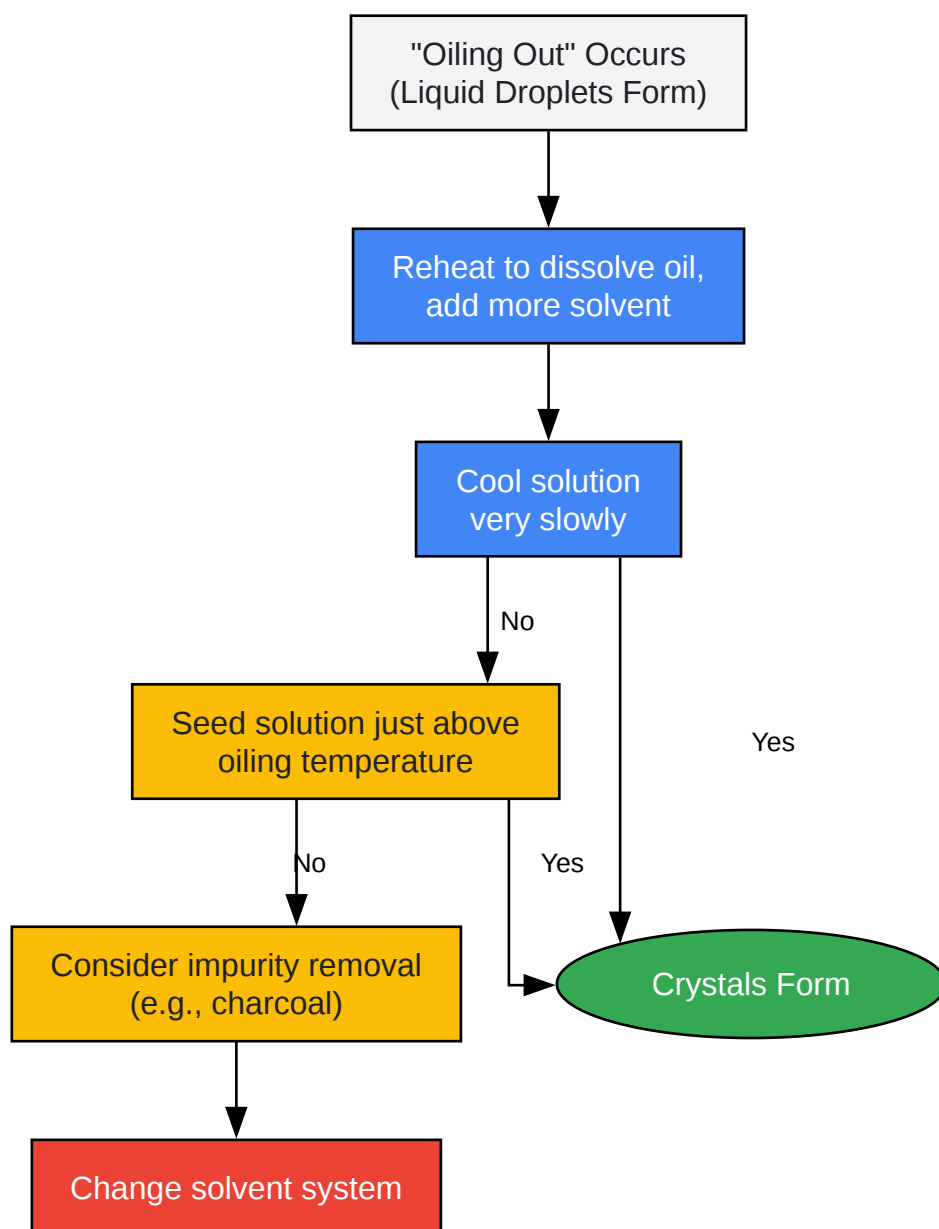 "Oiling Out" Occurs
(Liquid Droplets Form)
Reheat to dissolve oil,
add more solvent
Cool solution
very slowly
No
Seed solution just above
oiling temperature
Yes
No
Yes
Consider impurity removal
(e.g., charcoal)
Crystals Form
Change solvent system